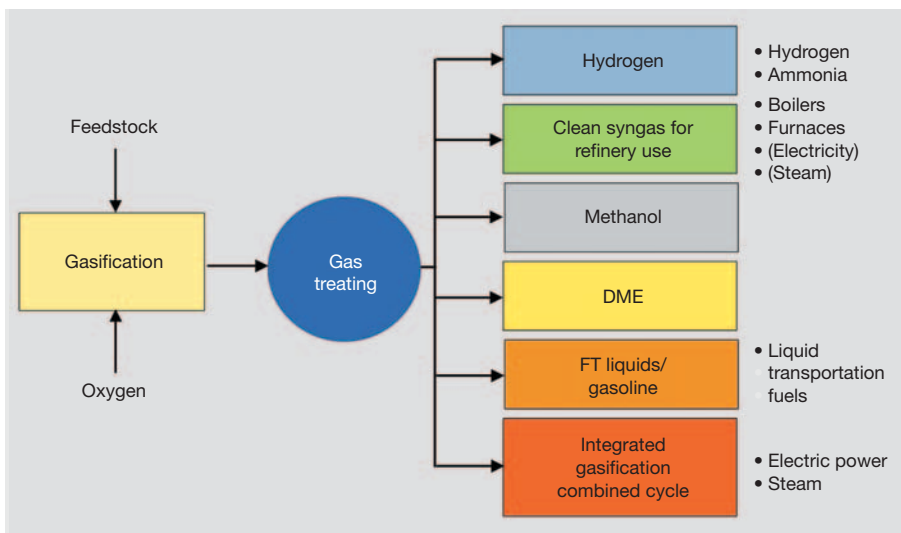 Feedstock
Gasification
Oxygen
Gas
treating
Hydrogen
• Hydrogen
• Ammonia
Clean syngas for
refinery use
• Boilers
• Furnaces
• (Electricity)
• (Steam)
Methanol
DME
FT liquids/
gasoline
• Liquid
transportation
fuels
Integrated
gasification
combined cycle
• Electric power
• Steam